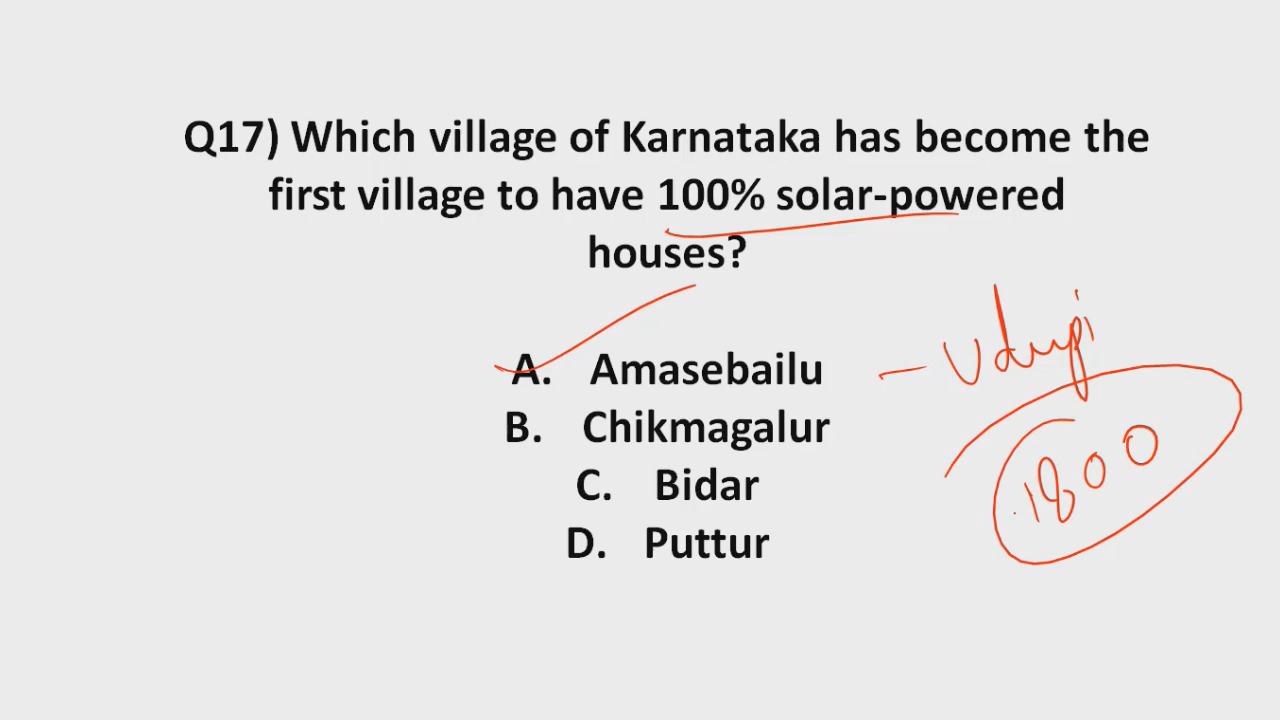 Q17) Which village of Karnataka has become the
first village to have 100% solar-powered
houses?
A. Amasebailu – Udupi
B. Chikmagalur
1800
C. Bidar
D. Puttur